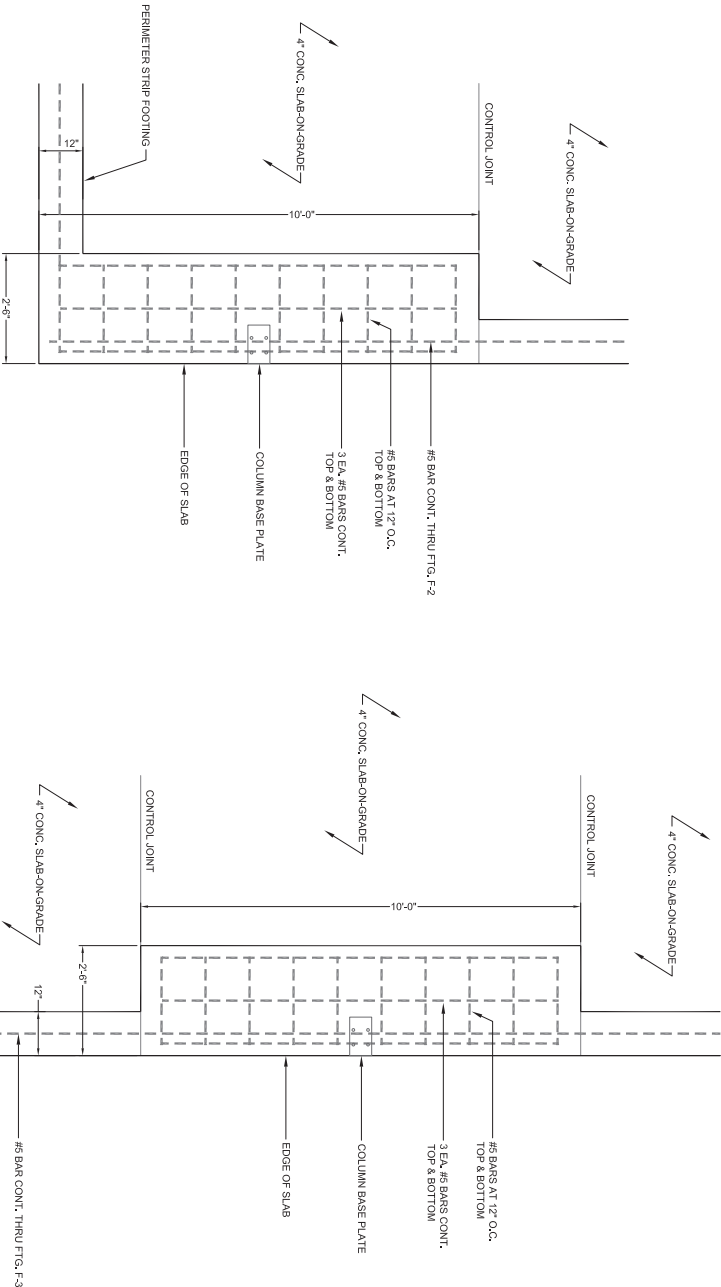 PERIMETER STRIP FOOTING
4" CONC. SLAB-ON-GRADE
4" CONC. SLAB-ON-GRADE
CONTROL JOINT
12"
10'-0"
2'-6"
#5 BAR CONT. THRU FTG. F-2
#5 BARS AT 12" O.C.
TOP & BOTTOM
3 EA. #5 BARS CONT.
TOP & BOTTOM
COLUMN BASE PLATE
EDGE OF SLAB
4" CONC. SLAB-ON-GRADE
4" CONC. SLAB-ON-GRADE
4" CONC. SLAB-ON-GRADE
CONTROL JOINT
CONTROL JOINT
10'-0"
2'-6"
12"
#5 BARS AT 12" O.C.
TOP & BOTTOM
3 EA. #5 BARS CONT.
TOP & BOTTOM
COLUMN BASE PLATE
EDGE OF SLAB
#5 BAR CONT. THRU FTG. F-3